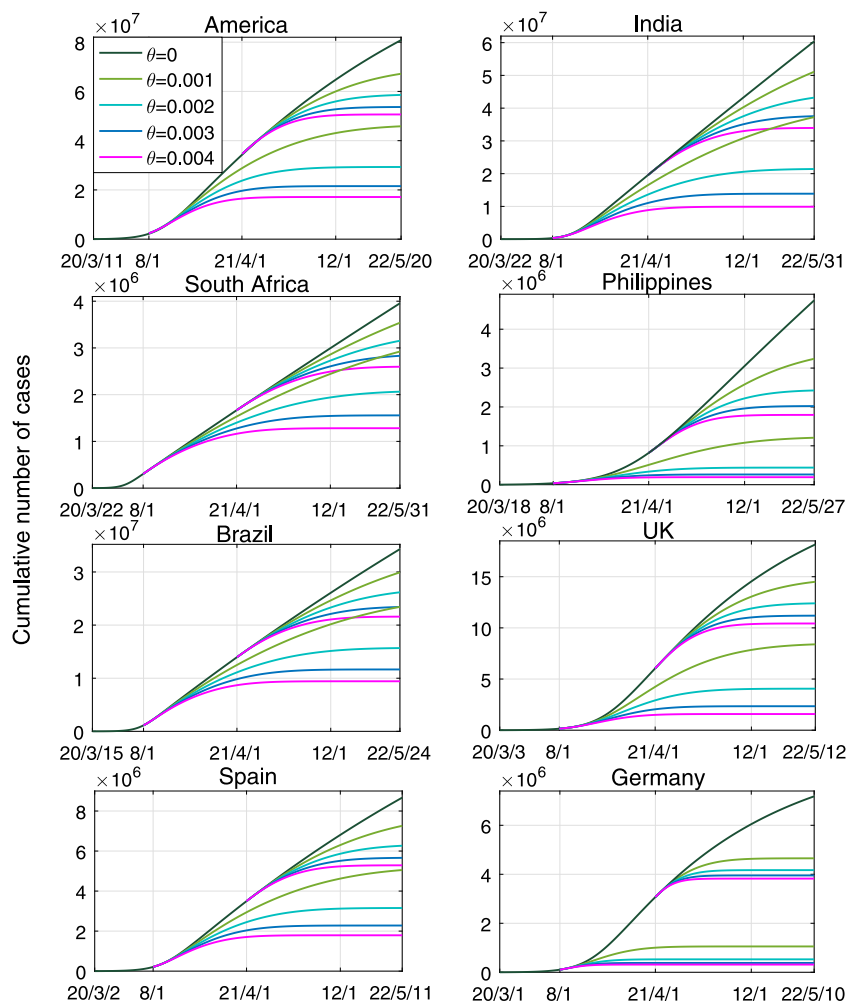 Cumulative number of cases
America
×10^7
8
6
4
2
0
θ=0
θ=0.001
θ=0.002
θ=0.003
θ=0.004
20/3/11 8/1 21/4/1 12/1 22/5/20
India
×10^7
6
5
4
3
2
1
0
20/3/22 8/1 21/4/1 12/1 22/5/31
South Africa
×10^6
4
3
2
1
0
20/3/22 8/1 21/4/1 12/1 22/5/31
Philippines
×10^6
4
3
2
1
0
20/3/18 8/1 21/4/1 12/1 22/5/27
Brazil
×10^7
3
2
1
0
20/3/15 8/1 21/4/1 12/1 22/5/24
UK
×10^6
15
10
5
0
20/3/3 8/1 21/4/1 12/1 22/5/12
Spain
×10^6
8
6
4
2
0
20/3/2 8/1 21/4/1 12/1 22/5/11
Germany
×10^6
6
4
2
0
20/3/1 8/1 21/4/1 12/1 22/5/10